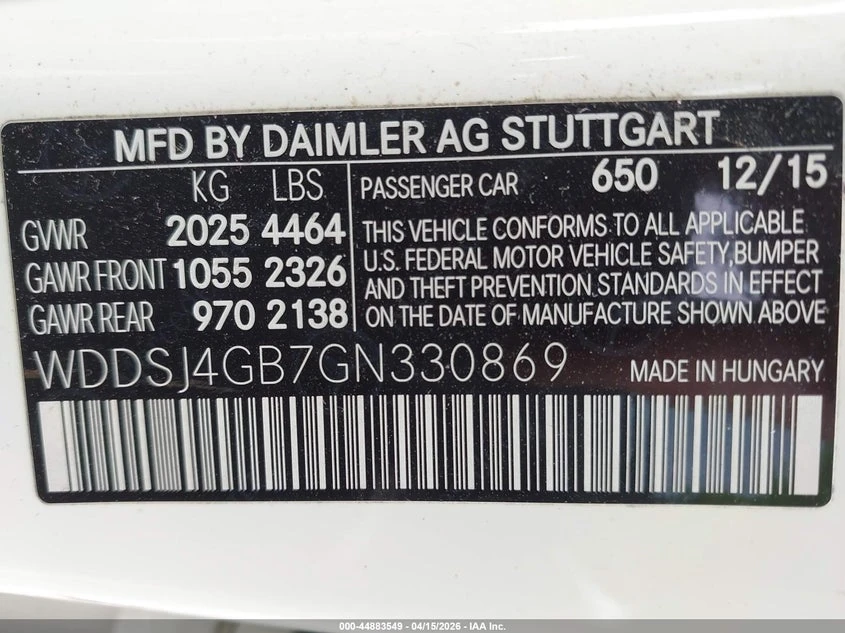 MFD BY DAIMLER AG STUTTGART
KG LBS
GVWR 2025 4464
GAWR FRONT 1055 2326
GAWR REAR 970 2138
PASSENGER CAR 650 12/15
THIS VEHICLE CONFORMS TO ALL APPLICABLE
U.S. FEDERAL MOTOR VEHICLE SAFETY,BUMPER
AND THEFT PREVENTION STANDARDS IN EFFECT
ON THE DATE OF MANUFACTURE SHOWN ABOVE
WDDSJ4GB7GN330869 MADE IN HUNGARY
000-44883549 - 04/15/2026 - IAA Inc.